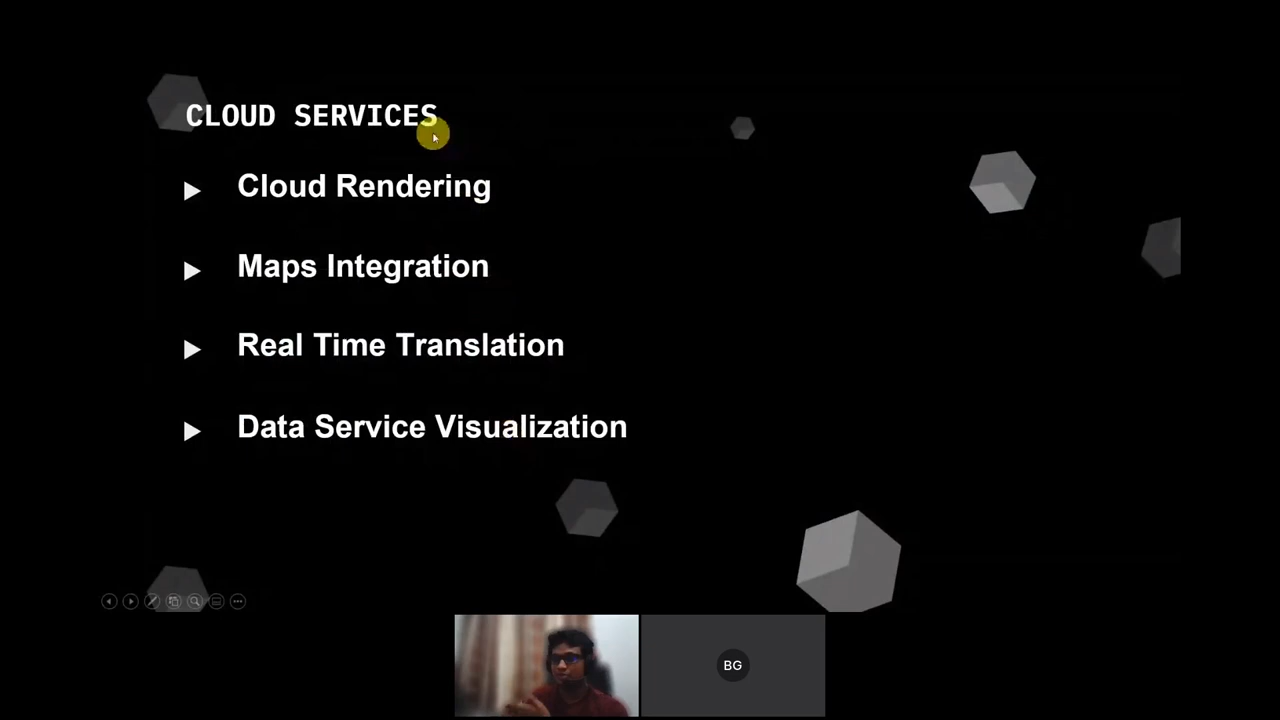 CLOUD SERVICES
Cloud Rendering
Maps Integration
Real Time Translation
Data Service Visualization
BG